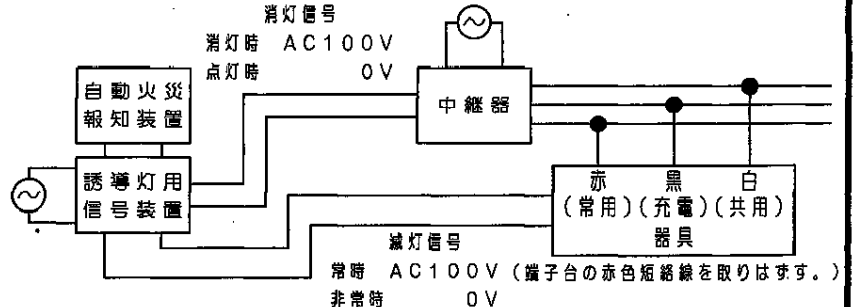 消灯信号
消灯時 AC100V
点灯時 0V
自動火災
報知装置
中継器
誘導灯用
信号装置
赤 黒 白
(常用)(充電)(共用)
器具
滅灯信号
常時 AC100V(端子台の赤色短絡線を取りはずす。)
非常時 0V